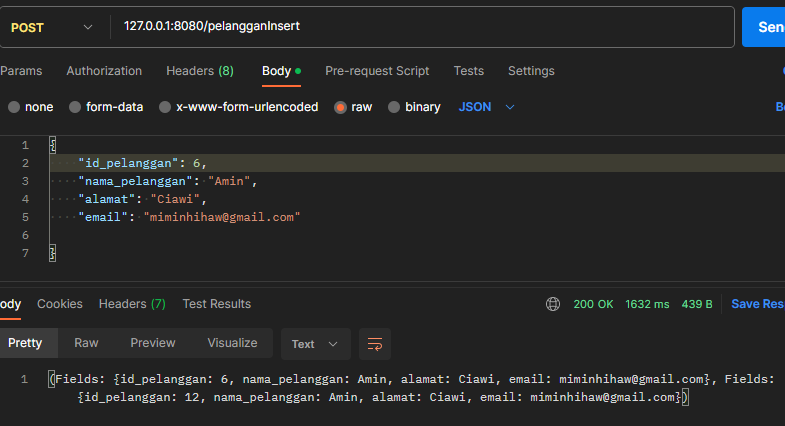 POST 127.0.0.1:8080/pelangganInsert Sen
Params Authorization Headers (8) Body Pre-request Script Tests Settings
none form-data x-www-form-urlencoded raw binary JSON Be
1 {
2 "id_pelanggan": 6,
3 "nama_pelanggan": "Amin",
4 "alamat": "Ciawi",
5 "email": "miminhihaw@gmail.com"
6
7 }
ody Cookies Headers (7) Test Results 200 OK 1632 ms 439 B Save Res
Pretty Raw Preview Visualize Text
1 (Fields: {id_pelanggan: 6, nama_pelanggan: Amin, alamat: Ciawi, email: miminhihaw@gmail.com}, Fields:
{id_pelanggan: 12, nama_pelanggan: Amin, alamat: Ciawi, email: miminhihaw@gmail.com})